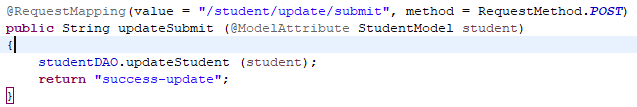 @RequestMapping(value = "/student/update/submit", method = RequestMethod.POST)
public String updateSubmit (@ModelAttribute StudentModel student)
{
    studentDAO.updateStudent (student);
    return "success-update";
}